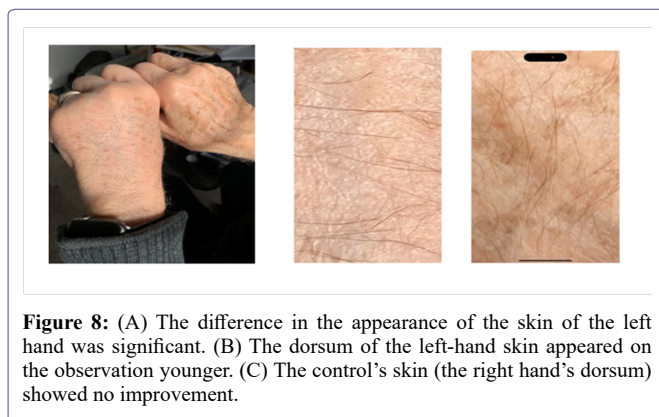 Figure 8: (A) The difference in the appearance of the skin of the left
hand was significant. (B) The dorsum of the left-hand skin appeared on
the observation younger. (C) The control's skin (the right hand's dorsum)
showed no improvement.